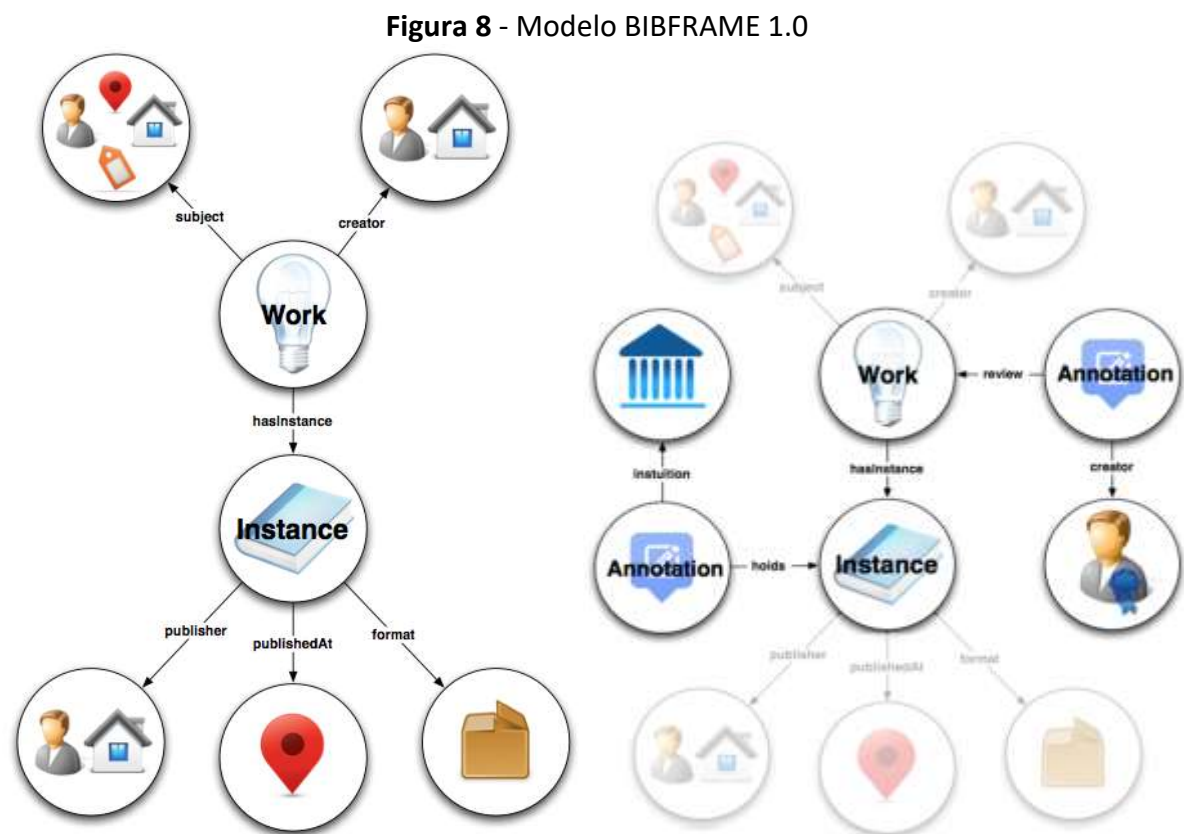 Figura 8 - Modelo BIBFRAME 1.0
subject
creator
Work
hasInstance
Instance
publisher
publishedAt
format
subject
creator
Work
review
Annotation
instuition
hasInstance
creator
Annotation
holds
Instance
publisher
publishedAt
format